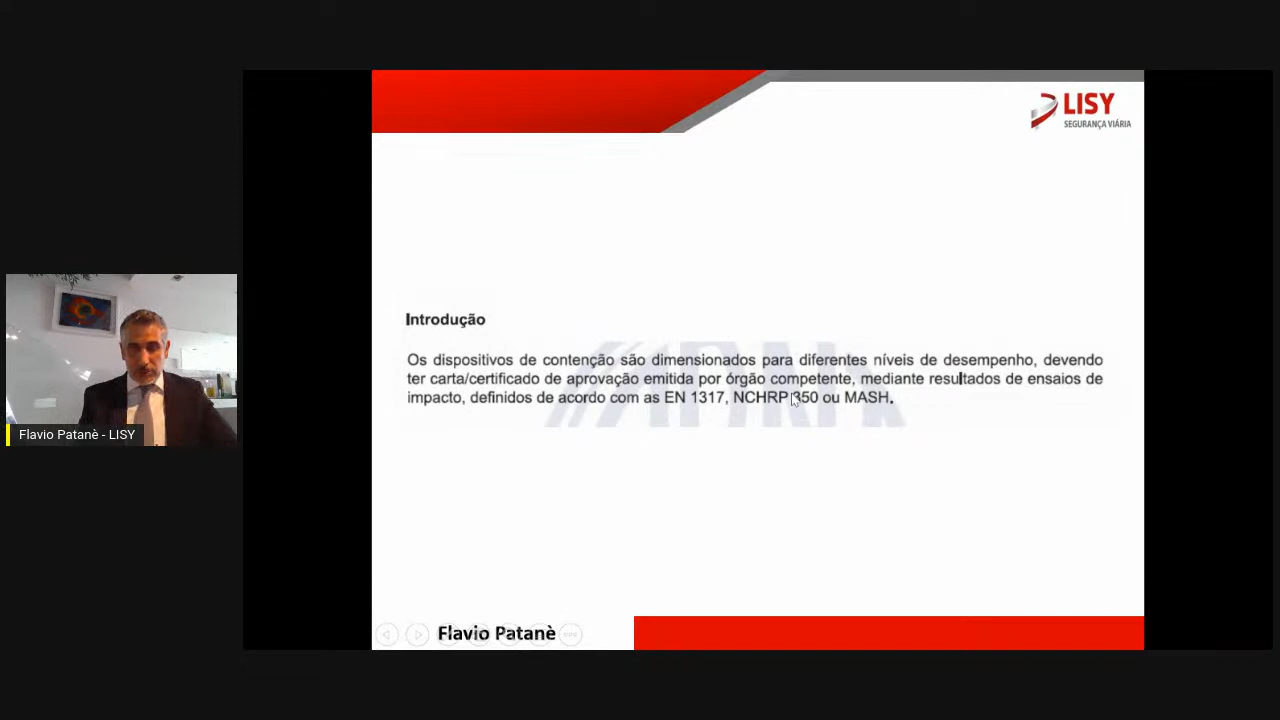 LISY
SEGURANÇA VIÁRIA
Introdução
Os dispositivos de contenção são dimensionados para diferentes níveis de desempenho, devendo
ter carta/certificado de aprovação emitida por órgão competente, mediante resultados de ensaios de
impacto, definidos de acordo com as EN 1317, NCHRP 350 ou MASH.
Flavio Patanè - LISY
Flavio Patanè